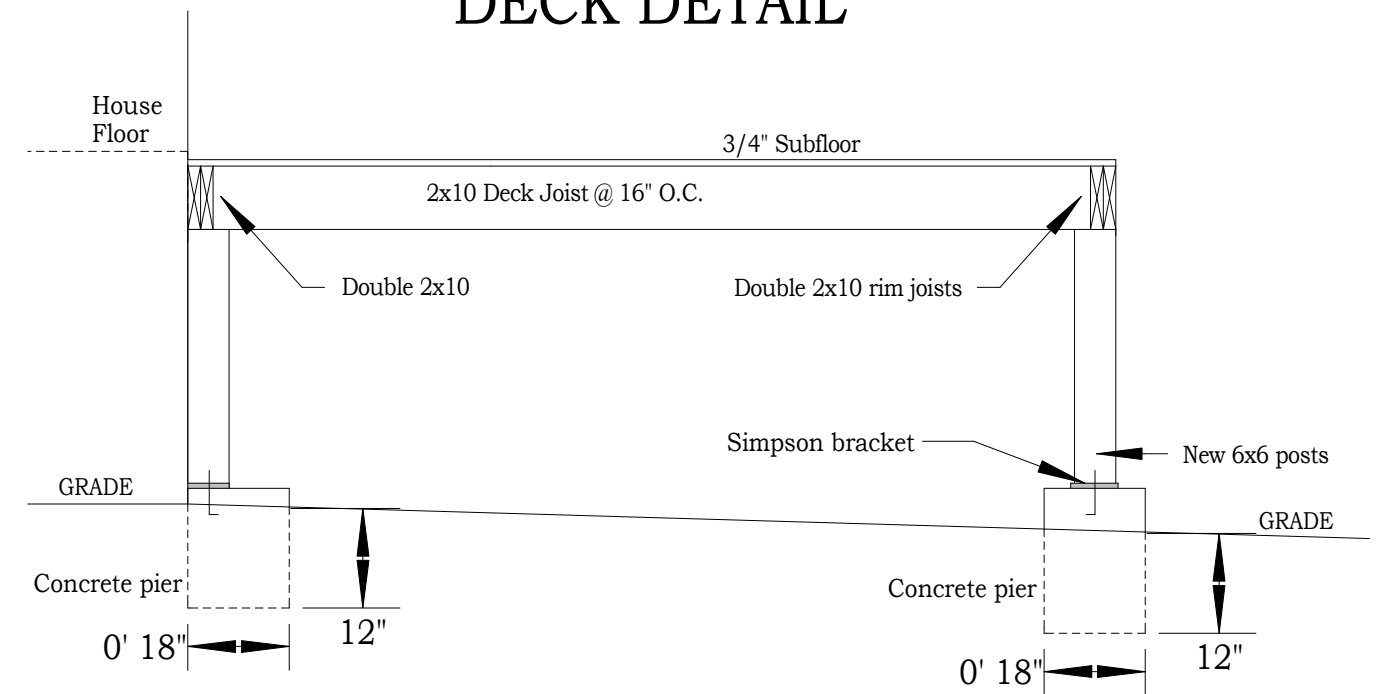 DECK DETAIL
House
Floor
3/4" Subfloor
2x10 Deck Joist @ 16" O.C.
Double 2x10
Double 2x10 rim joists
Simpson bracket
New 6x6 posts
GRADE
GRADE
Concrete pier
Concrete pier
12"
0' 18"
12"
0' 18"